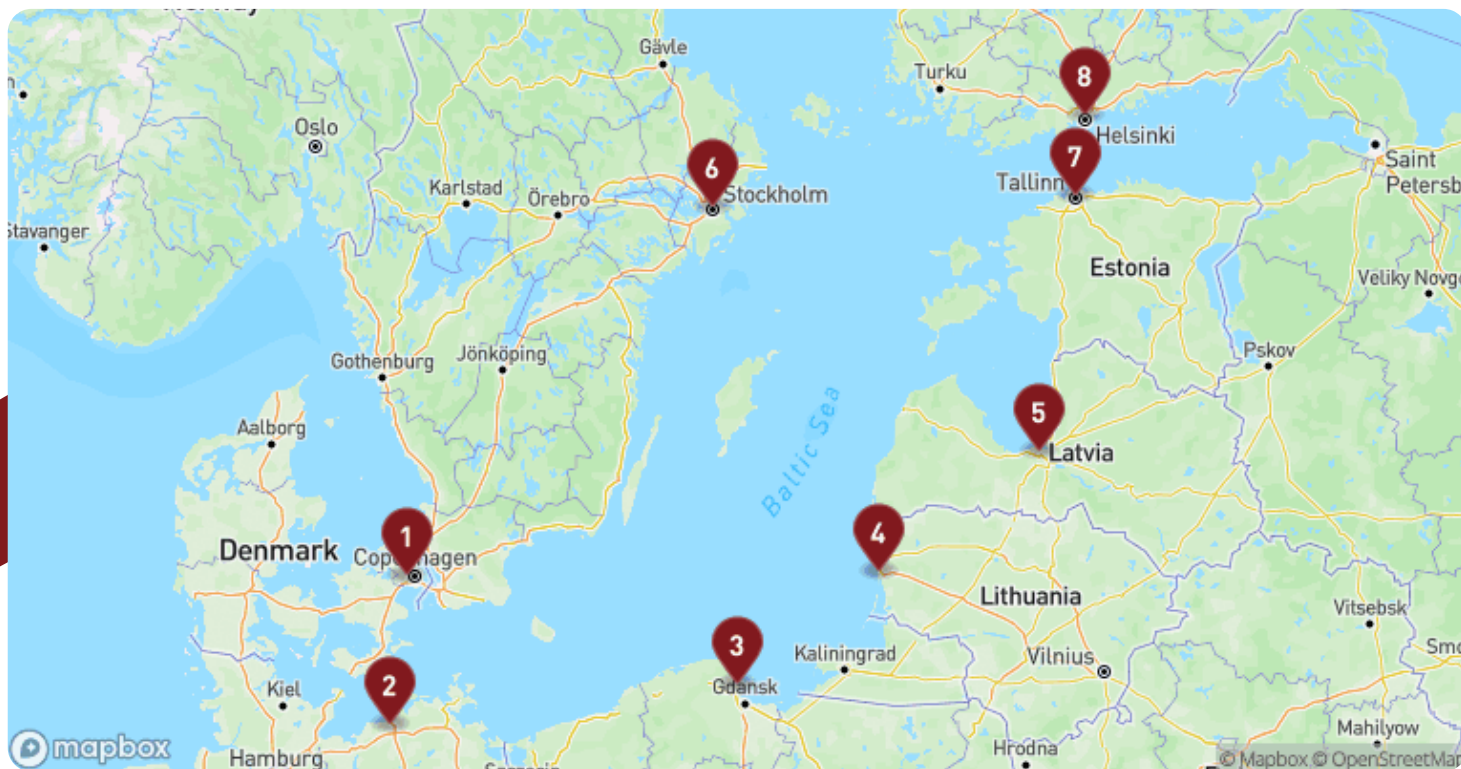 Gävle
Turku
8
Helsinki
Oslo
Saint
Petersb
7
Tallinn
6
Stockholm
Karlstad
Örebro
Stavanger
Estonia
Veliky Novg
Gothenburg
Jönköping
Pskov
Baltic Sea
5
Latvia
Aalborg
4
1
Copenhagen
Denmark
Lithuania
Vitsebsk
3
Kaliningrad
Vilnius
Smo
2
Kiel
Gdansk
Mahilyow
Hrodna
mapbox
Hamburg
© Mapbox © OpenStreetMap